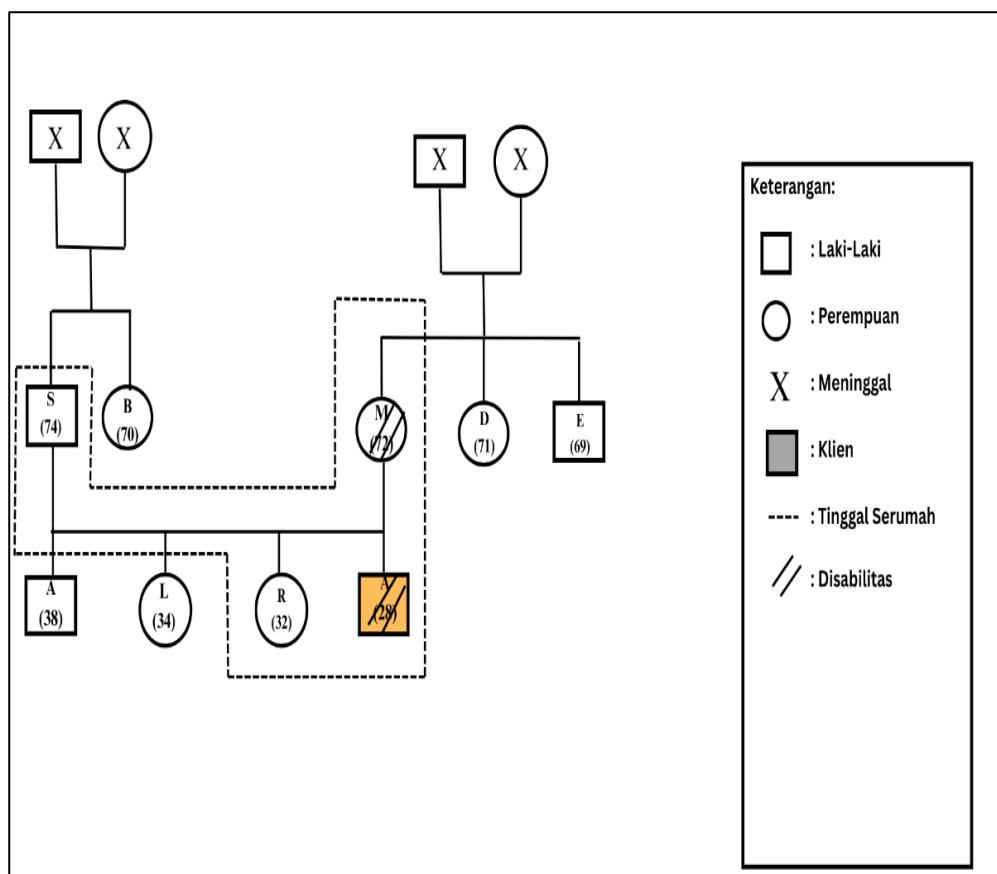 X
X
X
X
S
(74)
B
(70)
M
(72)
D
(71)
E
(69)
A
(38)
L
(34)
R
(32)
A
(28)
Keterangan:
: Laki-Laki
: Perempuan
X : Meninggal
: Klien
: Tinggal Serumah
: Disabilitas